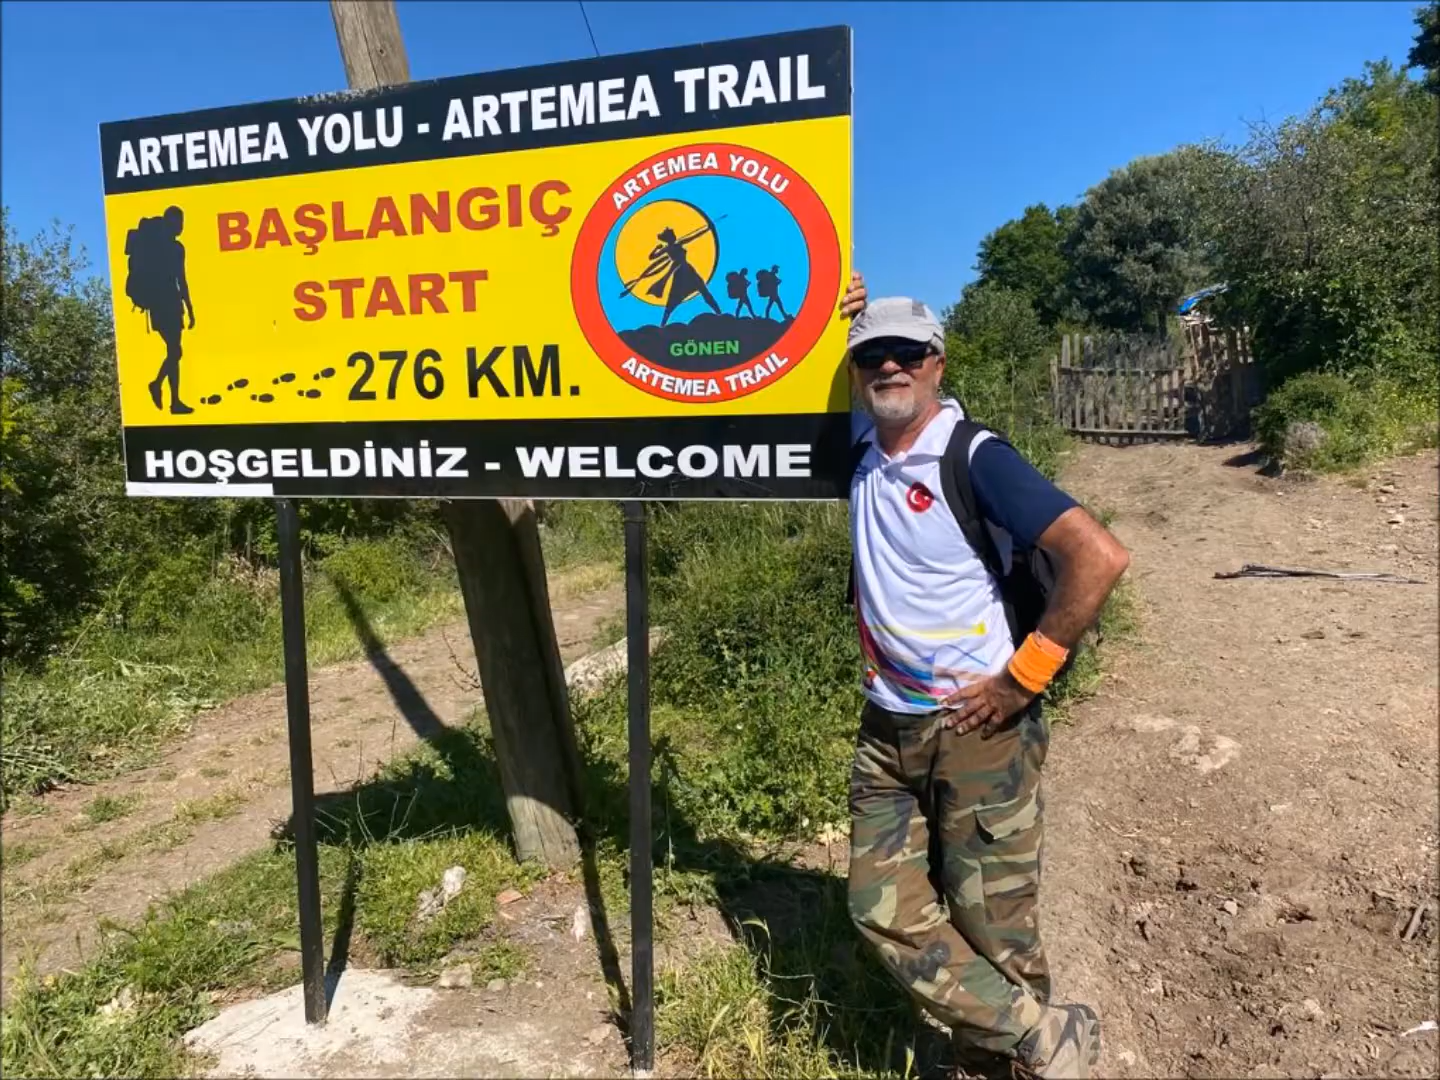 ARTEMEA YOLU - ARTEMEA TRAIL
BAŞLANGIÇ
START
276 KM.
ARTEMEA YOLU
GÖNEN
ARTEMEA TRAIL
HOŞGELDİNİZ - WELCOME